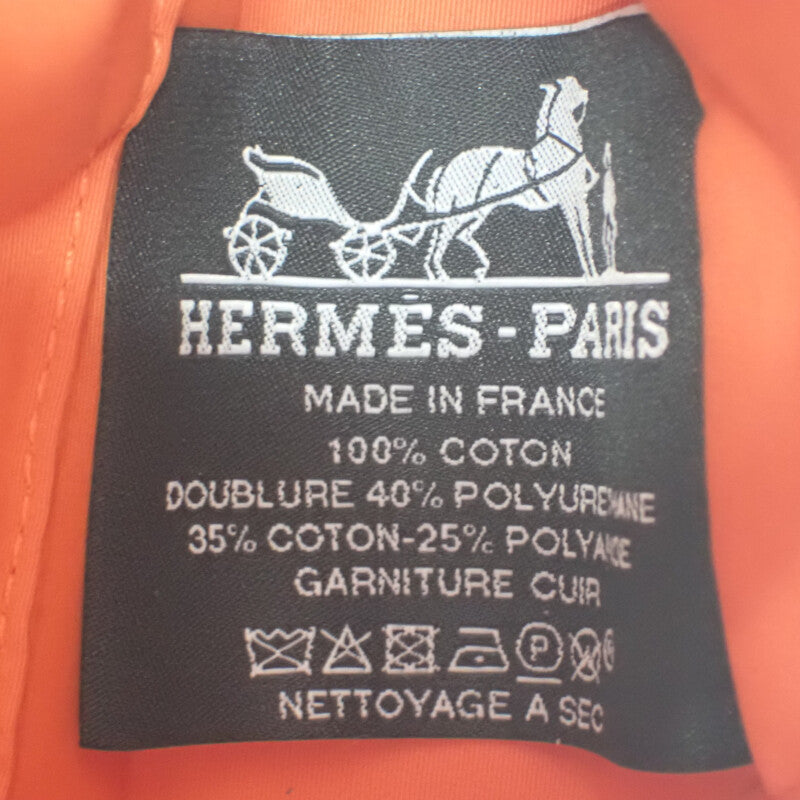 HERMÈS-PARIS
MADE IN FRANCE
100% COTON
DOUBLURE 40% POLYURETHANE
35% COTON-25% POLYAMIDE
GARNITURE CUIR
P
NETTOYAGE A SEC